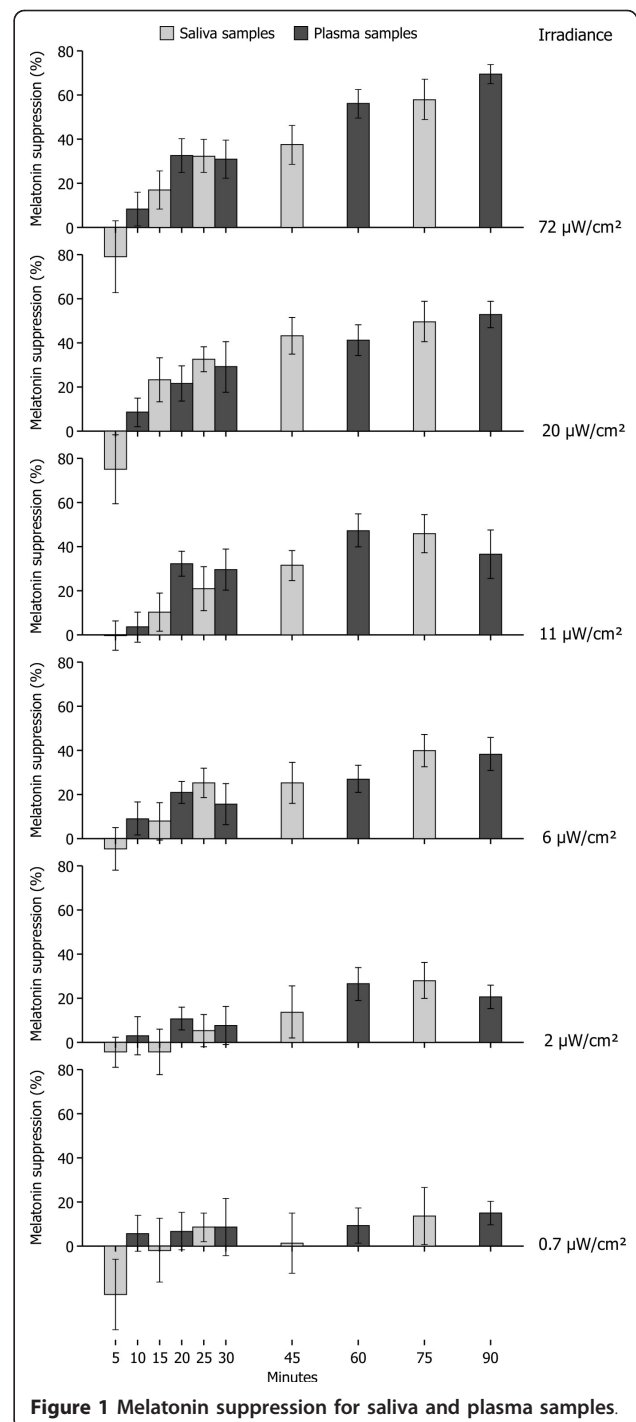 Saliva samples Plasma samples Irradiance
Melatonin suppression (%)
80
60
40
20
0
72 µW/cm²
Melatonin suppression (%)
80
60
40
20
0
20 µW/cm²
Melatonin suppression (%)
80
60
40
20
0
11 µW/cm²
Melatonin suppression (%)
80
60
40
20
0
6 µW/cm²
Melatonin suppression (%)
80
60
40
20
0
2 µW/cm²
Melatonin suppression (%)
80
60
40
20
0
0.7 µW/cm²
5 10 15 20 25 30 45 60 75 90
Minutes
Figure 1 Melatonin suppression for saliva and plasma samples.